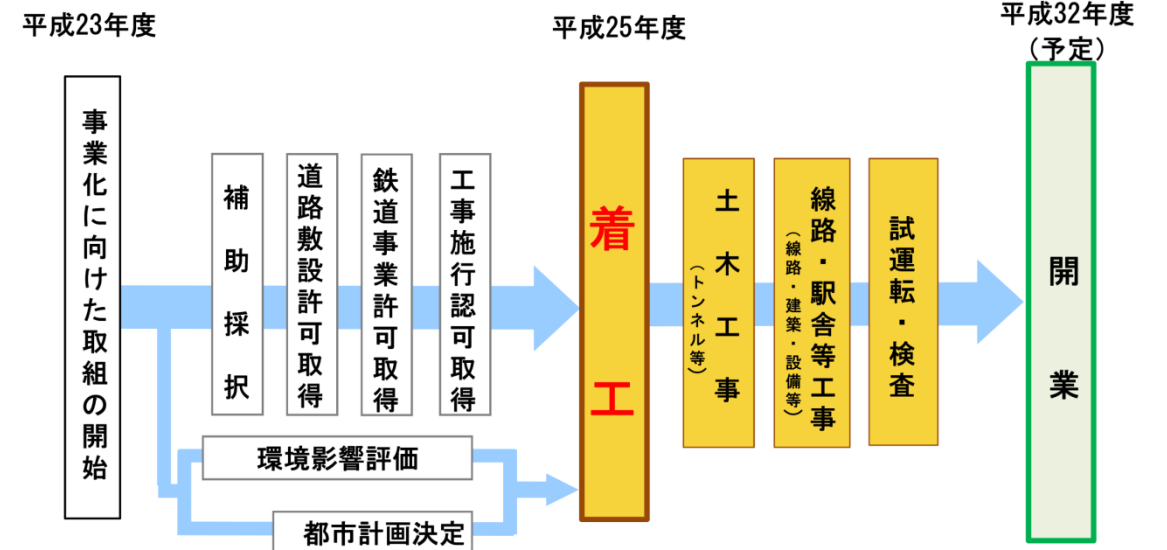 平成23年度
平成25年度
平成32年度
（予定）
事業化に向けた取組の開始
補助採択
道路敷設許可取得
鉄道事業許可取得
工事施行認可取得
環境影響評価
都市計画決定
着工
土木工事
（トンネル等）
線路・駅舎等工事
（線路・建築・設備等）
試運転・検査
開業